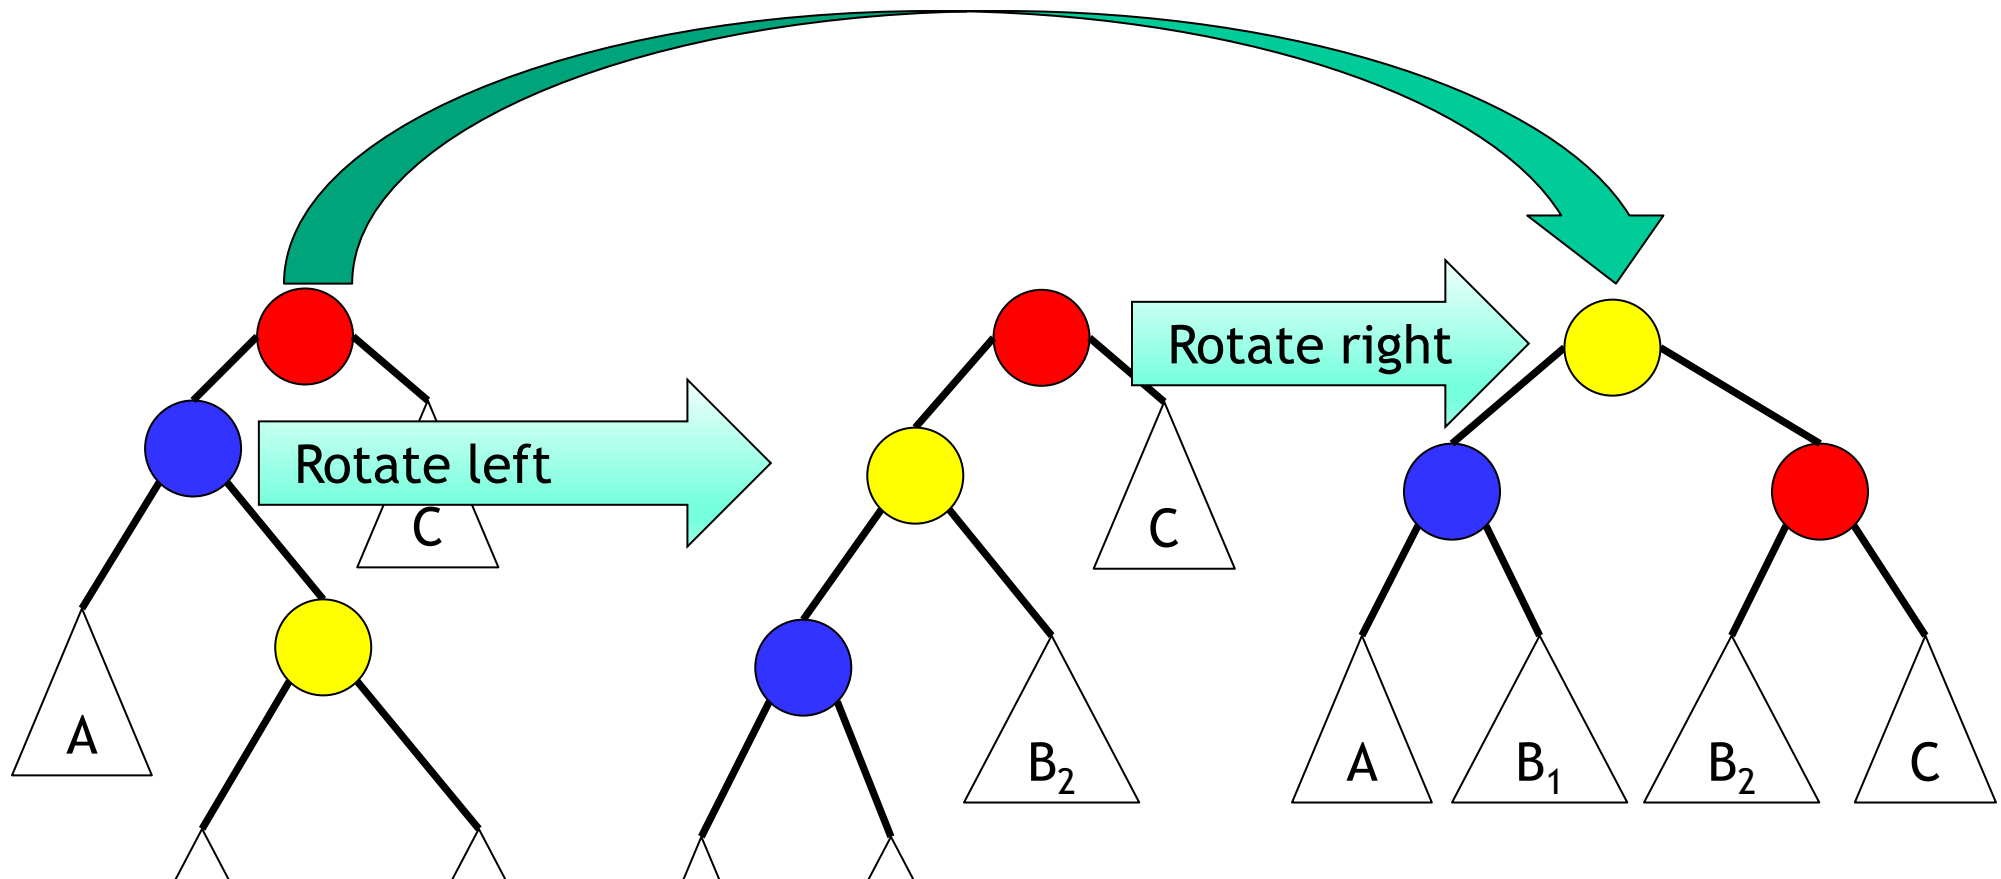 Rotate right
Rotate left
C
C
A
B₂
A
B₁
B₂
C